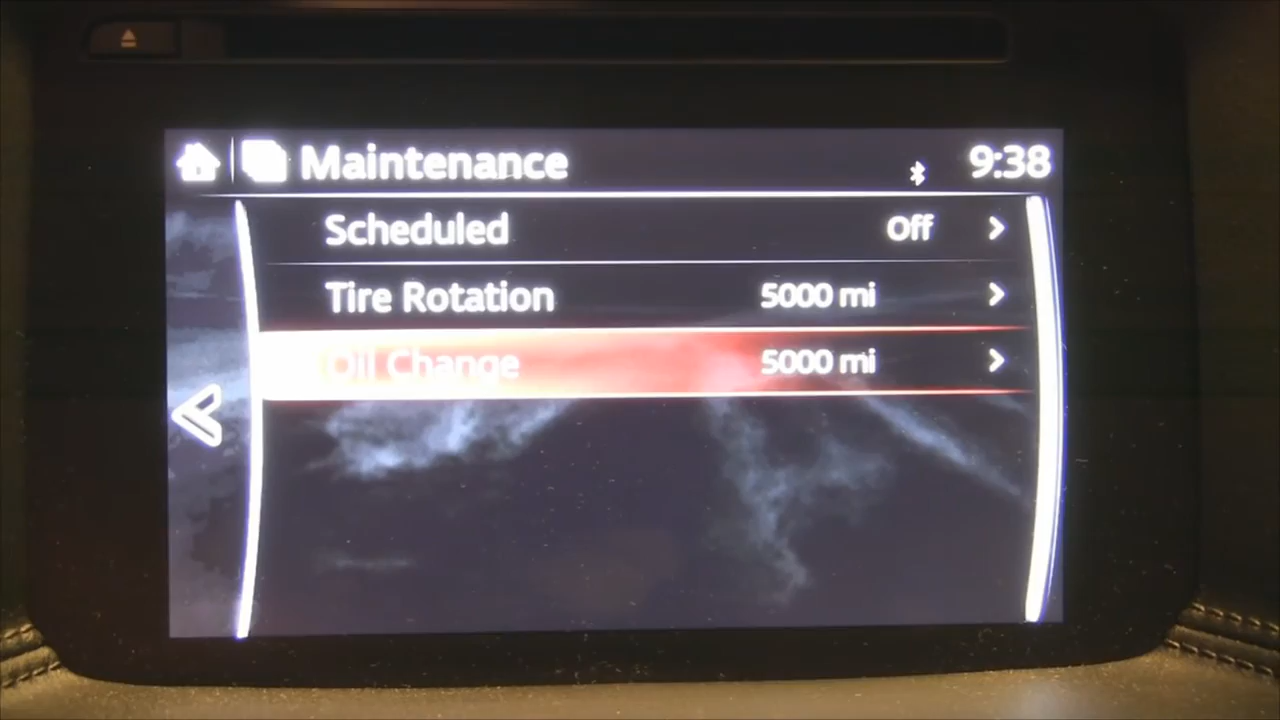 Maintenance 9:38
Scheduled Off
Tire Rotation 5000 mi
Oil Change 5000 mi